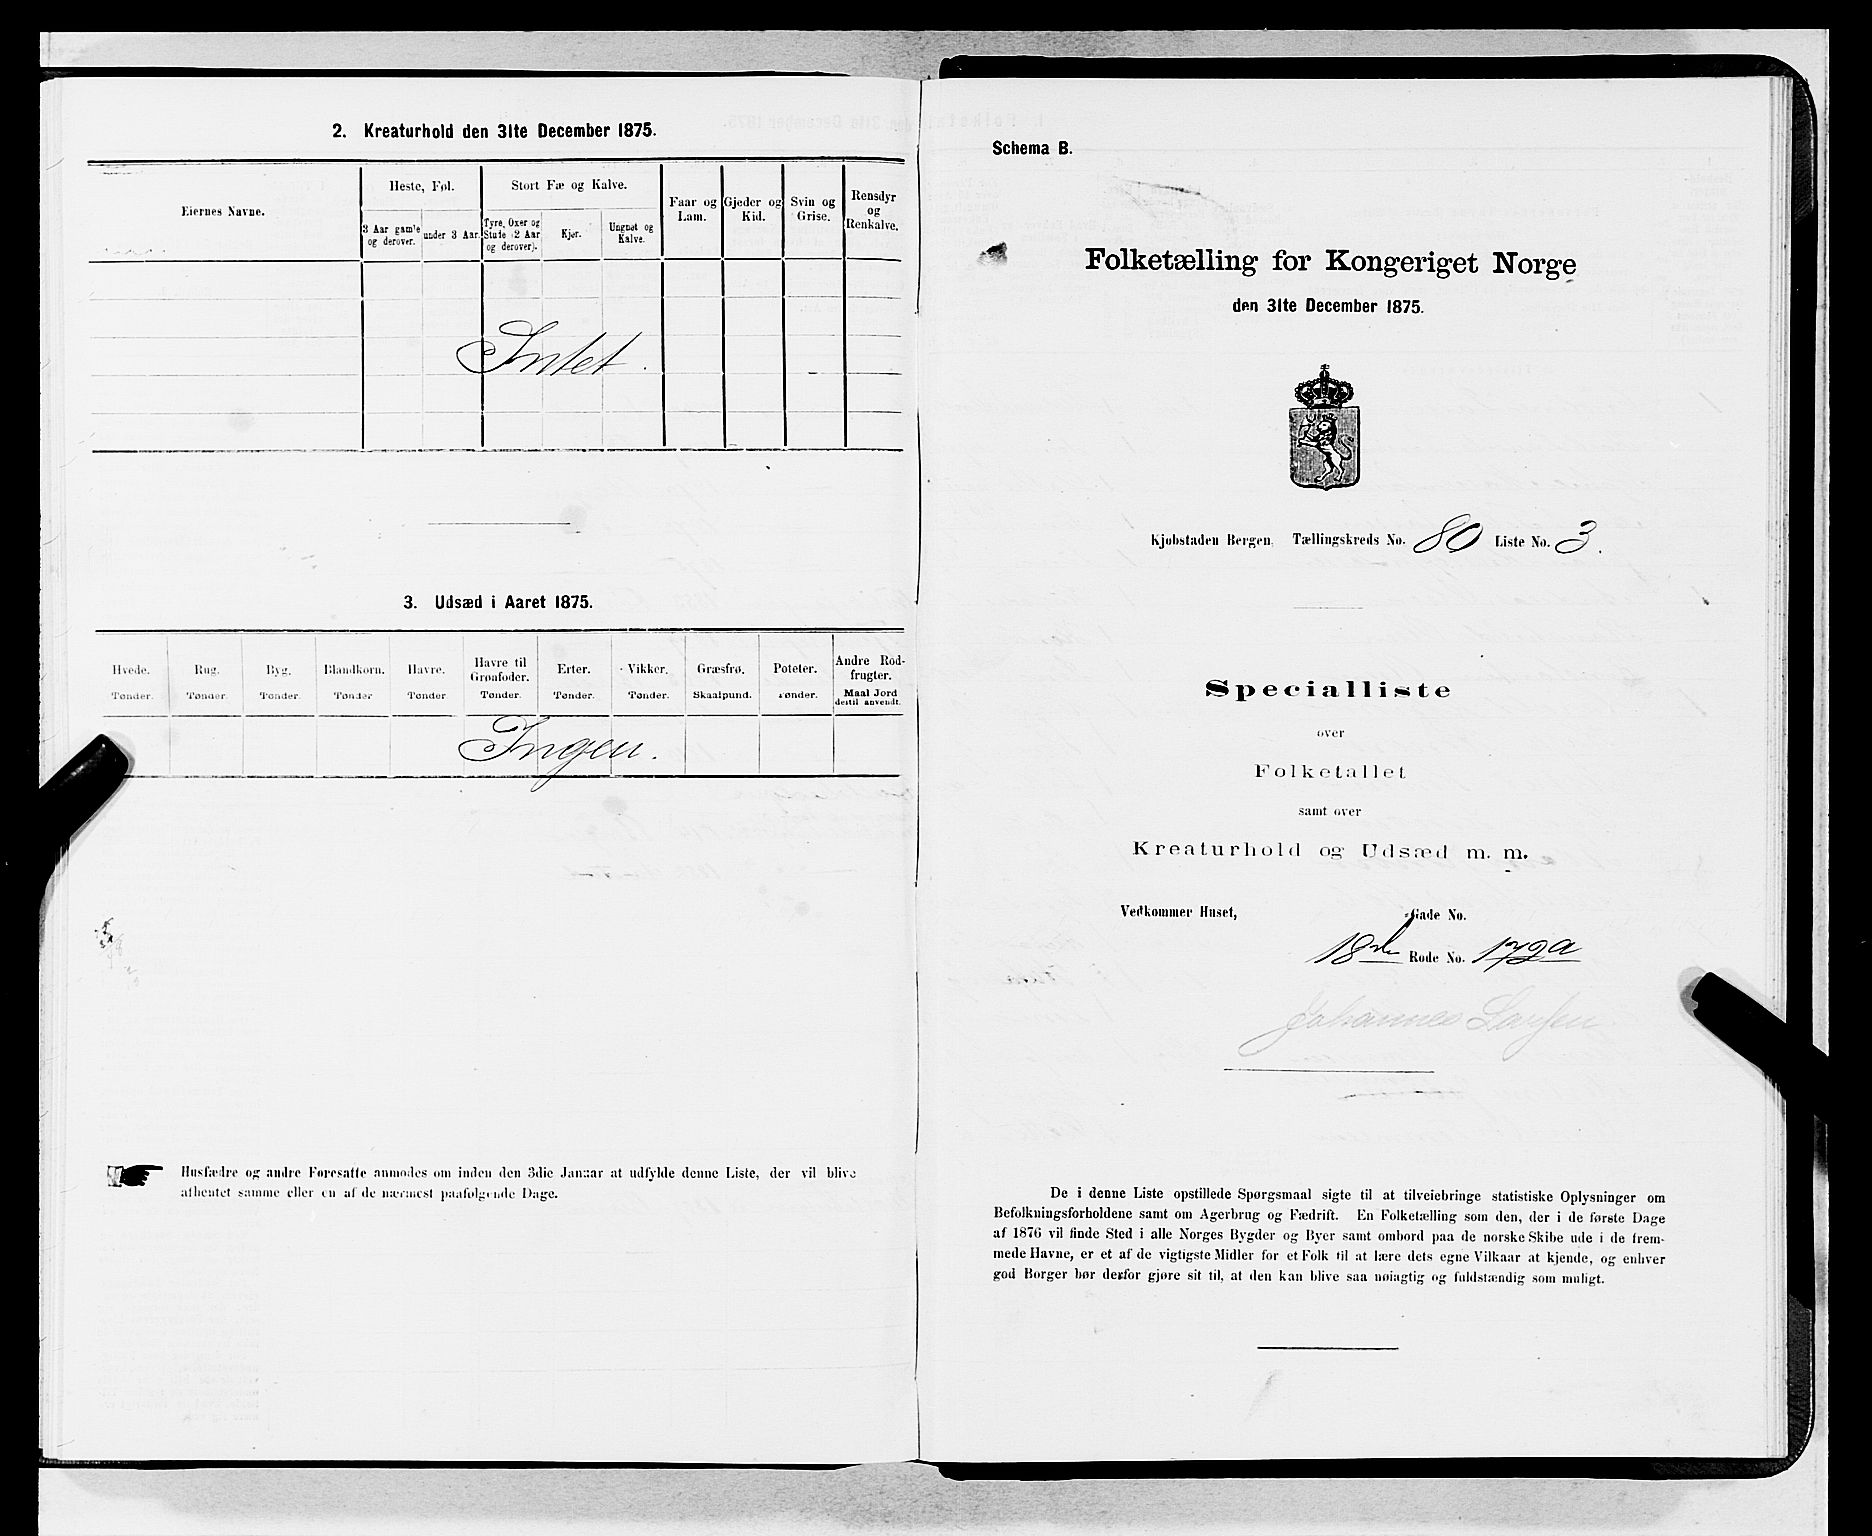 2. Kreaturhold den 31te December 1875.
Eiernes Navne.
Heste, Føl.
Stort Fæ og Kalve.
Faar og Lam.
Gjeder og Kid.
Svin og Grise.
Rensdyr og Renkalve.
3 Aar gam'e og derover.
under 3 Aar.
Tyre, Oxer og Stude (2 Aar og derover).
Kjør.
Ungnøt og Kalve.
Intet.
3. Udsæd i Aaret 1875.
Hvede. Rug. Byg. Blandkorn. Havre. Havre til Grønfoder. Erter. Vikker. Græsfrø. Poteter. Andre Rodfrugter.
Tønder. Tønder. Tønder. Tønder Tønder Tønder. Tønder. Tønder. Skaalpund. Tønder. Maal Jord dertil anvendt.
Ingen.
Husfædre og andre Foresatte anmodes om inden den 3die Januar at udfylde denne Liste, der vil blive
afhentet samme eller en af de nærmest paafølgende Dage.
Schema B.
Folketælling for Kongeriget Norge
den 31te December 1875.
Kjøbstaden Bergen. Tællingskreds No. 80 Liste No. 3.
Specialliste
over
Folketallet
samt over
Kreaturhold og Udsæd m. m.
Vedkommer Huset, Gade No.
18de Rode No. 172a
Johannes Larsen
De i denne Liste opstillede Spørgsmaal sigte til at tilveiebringe statistiske Oplysninger om
Befolkningsforholdene samt om Agerbrug og Fædrift. En Folketælling som den, der i de første Dage
af 1876 vil finde Sted i alle Norges Bygder og Byer samt ombord paa de norske Skibe ude i de frem-
mede Havne, er et af de vigtigste Midler for et Folk til at lære dets egne Vilkaar at kjende, og enhver
god Borger bør derfor gjøre sit til, at den kan blive saa nøiagtig og fuldstændig som muligt.